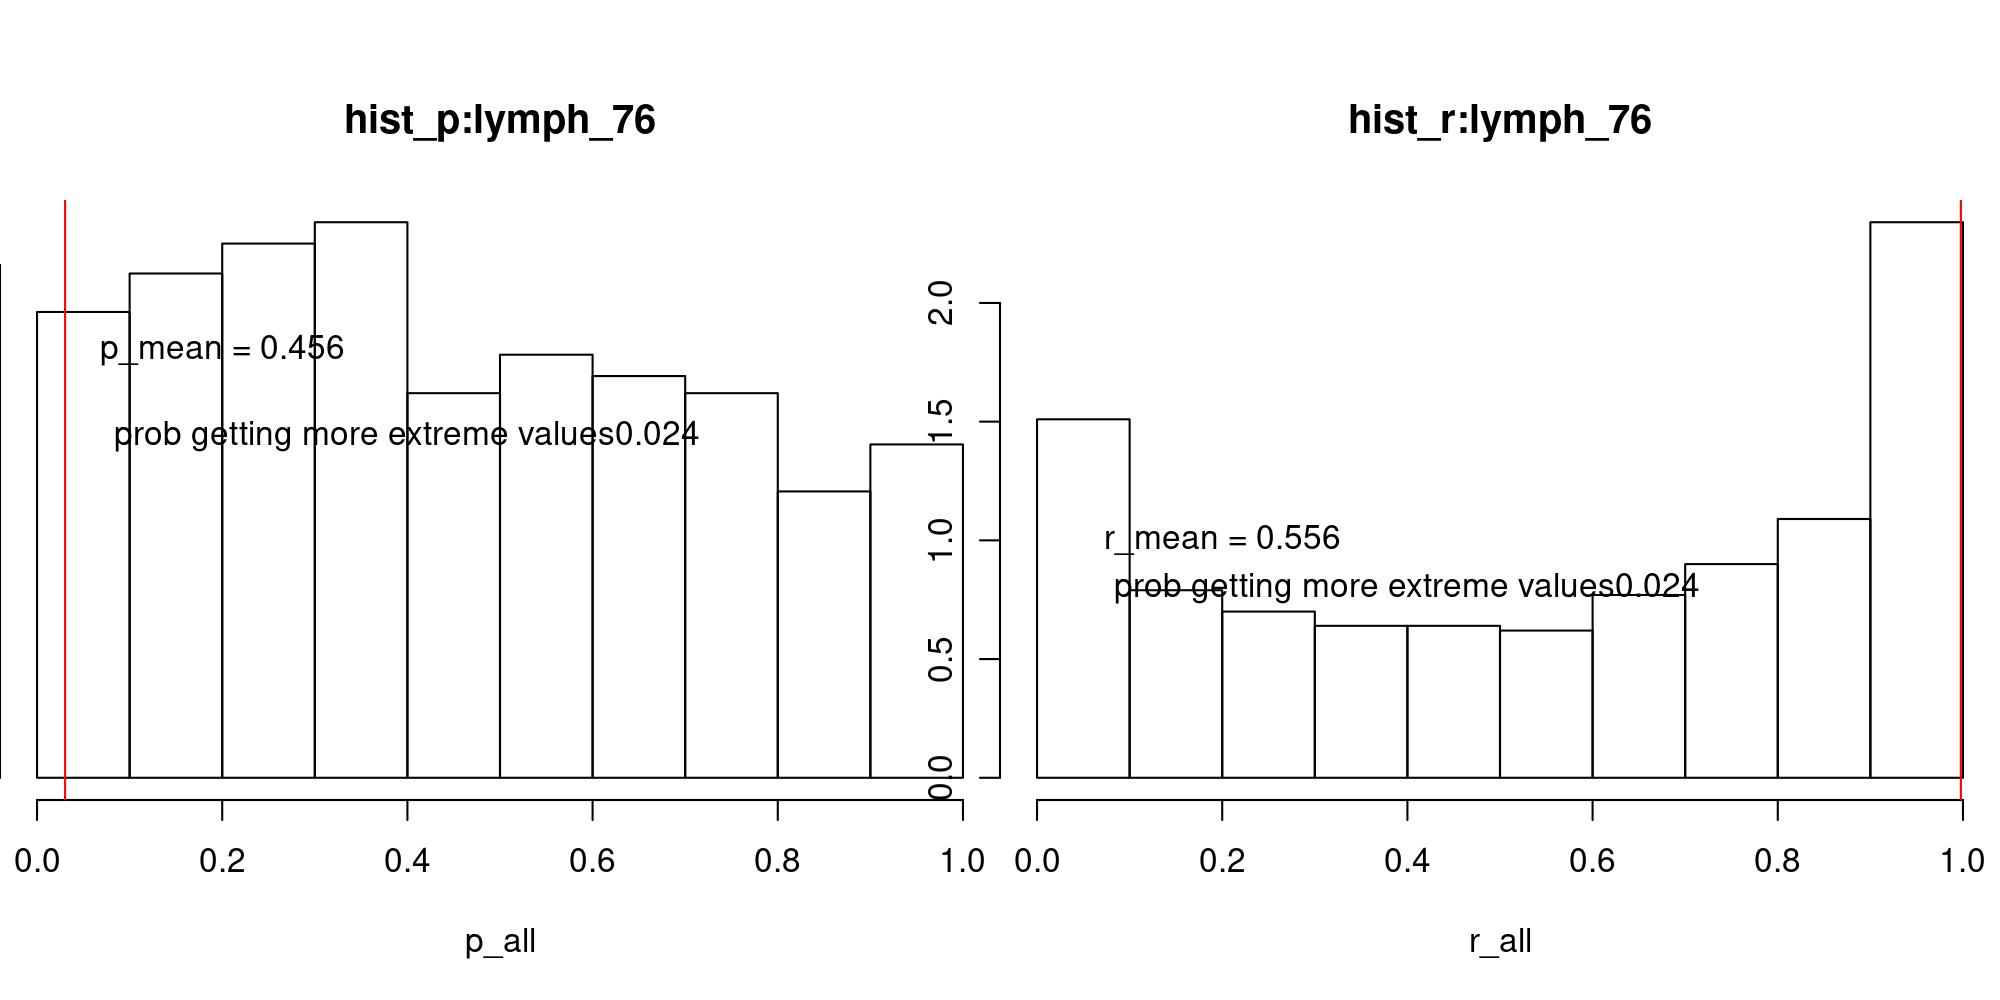 hist_p:lymph_76
p_mean = 0.456
prob getting more extreme values0.024
0.0 0.2 0.4 0.6 0.8 1.0
p_all
hist_r:lymph_76
2.0
1.5
1.0
0.5
0.0
r_mean = 0.556
prob getting more extreme values0.024
0.0 0.2 0.4 0.6 0.8 1.0
r_all